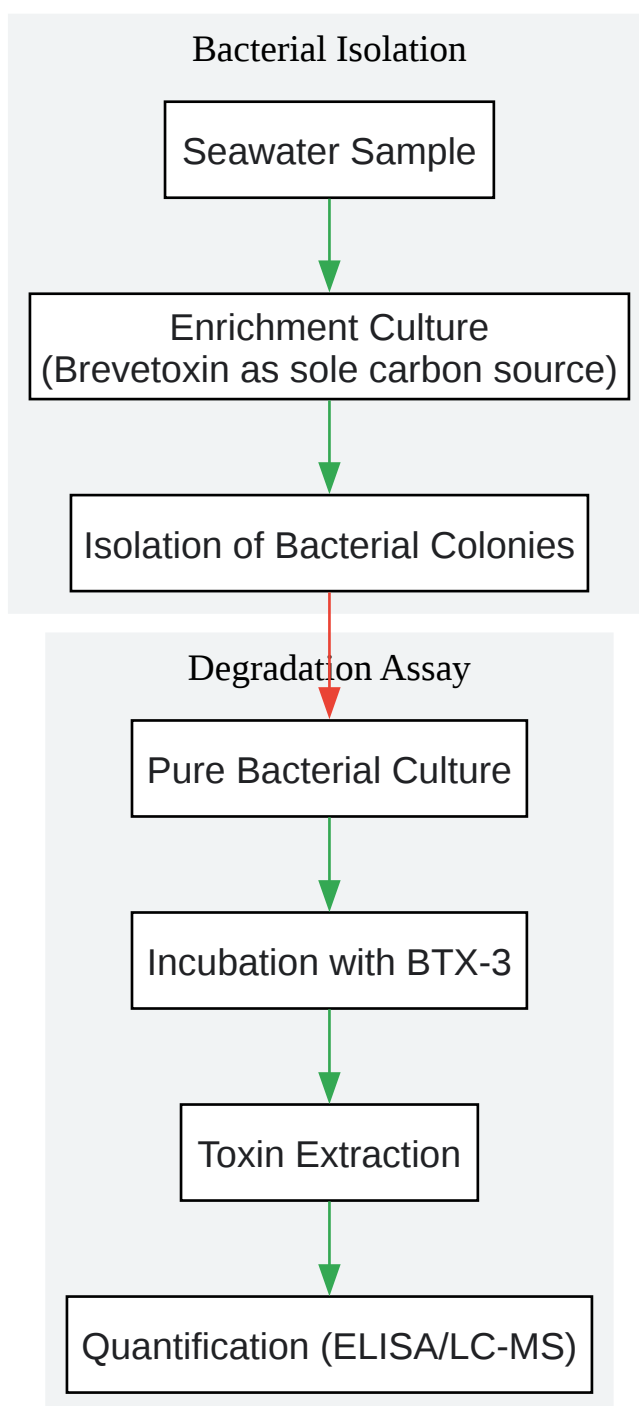 Bacterial Isolation
Seawater Sample
Enrichment Culture
(Brevetoxin as sole carbon source)
Isolation of Bacterial Colonies
Degradation Assay
Pure Bacterial Culture
Incubation with BTX-3
Toxin Extraction
Quantification (ELISA/LC-MS)